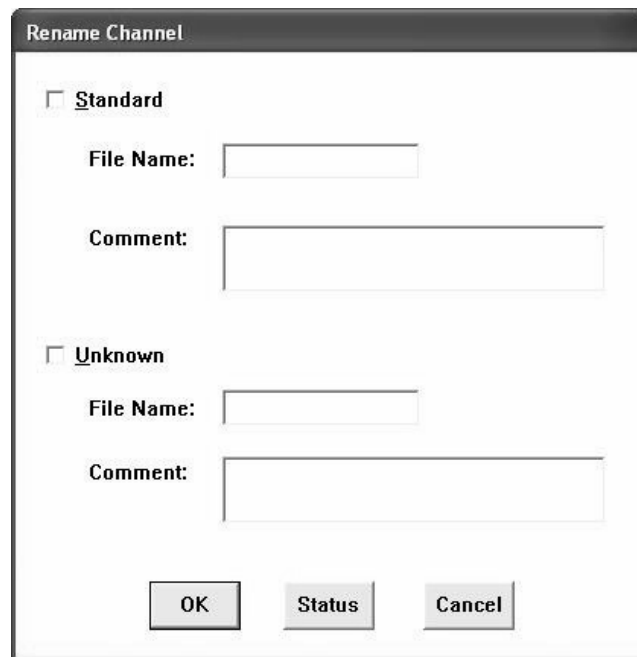 Rename Channel
Standard
File Name:
Comment:
Unknown
File Name:
Comment:
OK Status Cancel